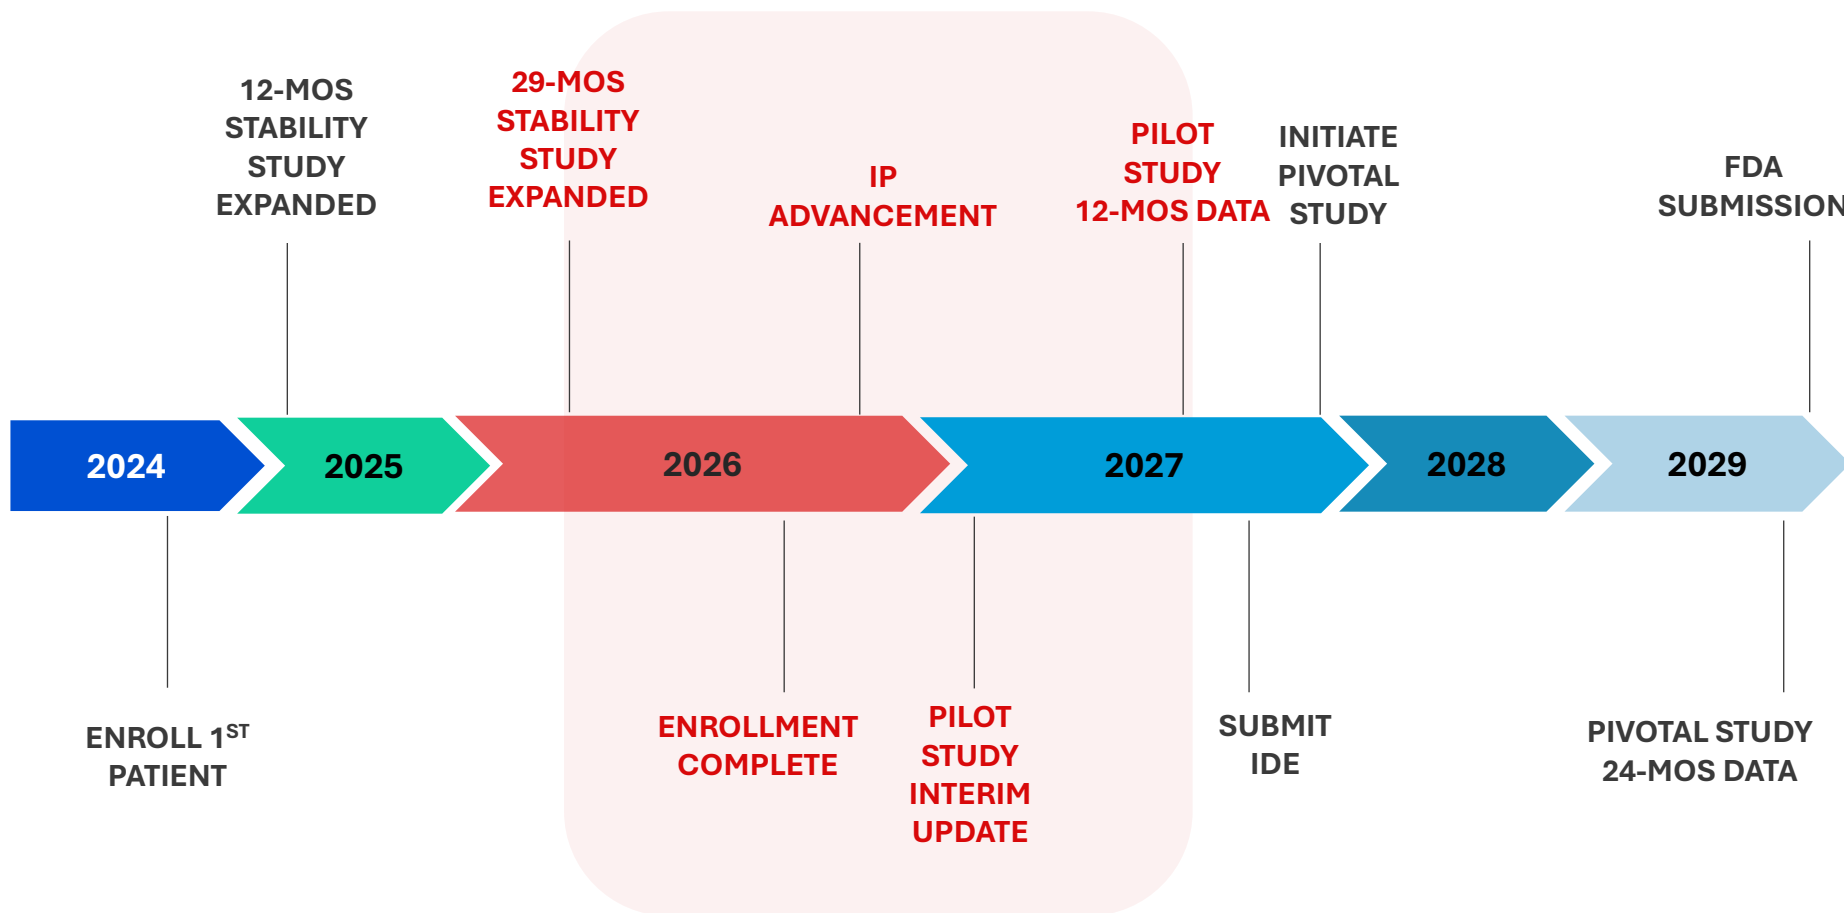 12-MOS
STABILITY
STUDY
EXPANDED
29-MOS
STABILITY
STUDY
EXPANDED
IP
ADVANCEMENT
PILOT
STUDY
12-MOS DATA
INITIATE
PIVOTAL
STUDY
FDA
SUBMISSION
2024
2025
2026
2027
2028
2029
ENROLL 1ST
PATIENT
ENROLLMENT
COMPLETE
PILOT
STUDY
INTERIM
UPDATE
SUBMIT
IDE
PIVOTAL STUDY
24-MOS DATA